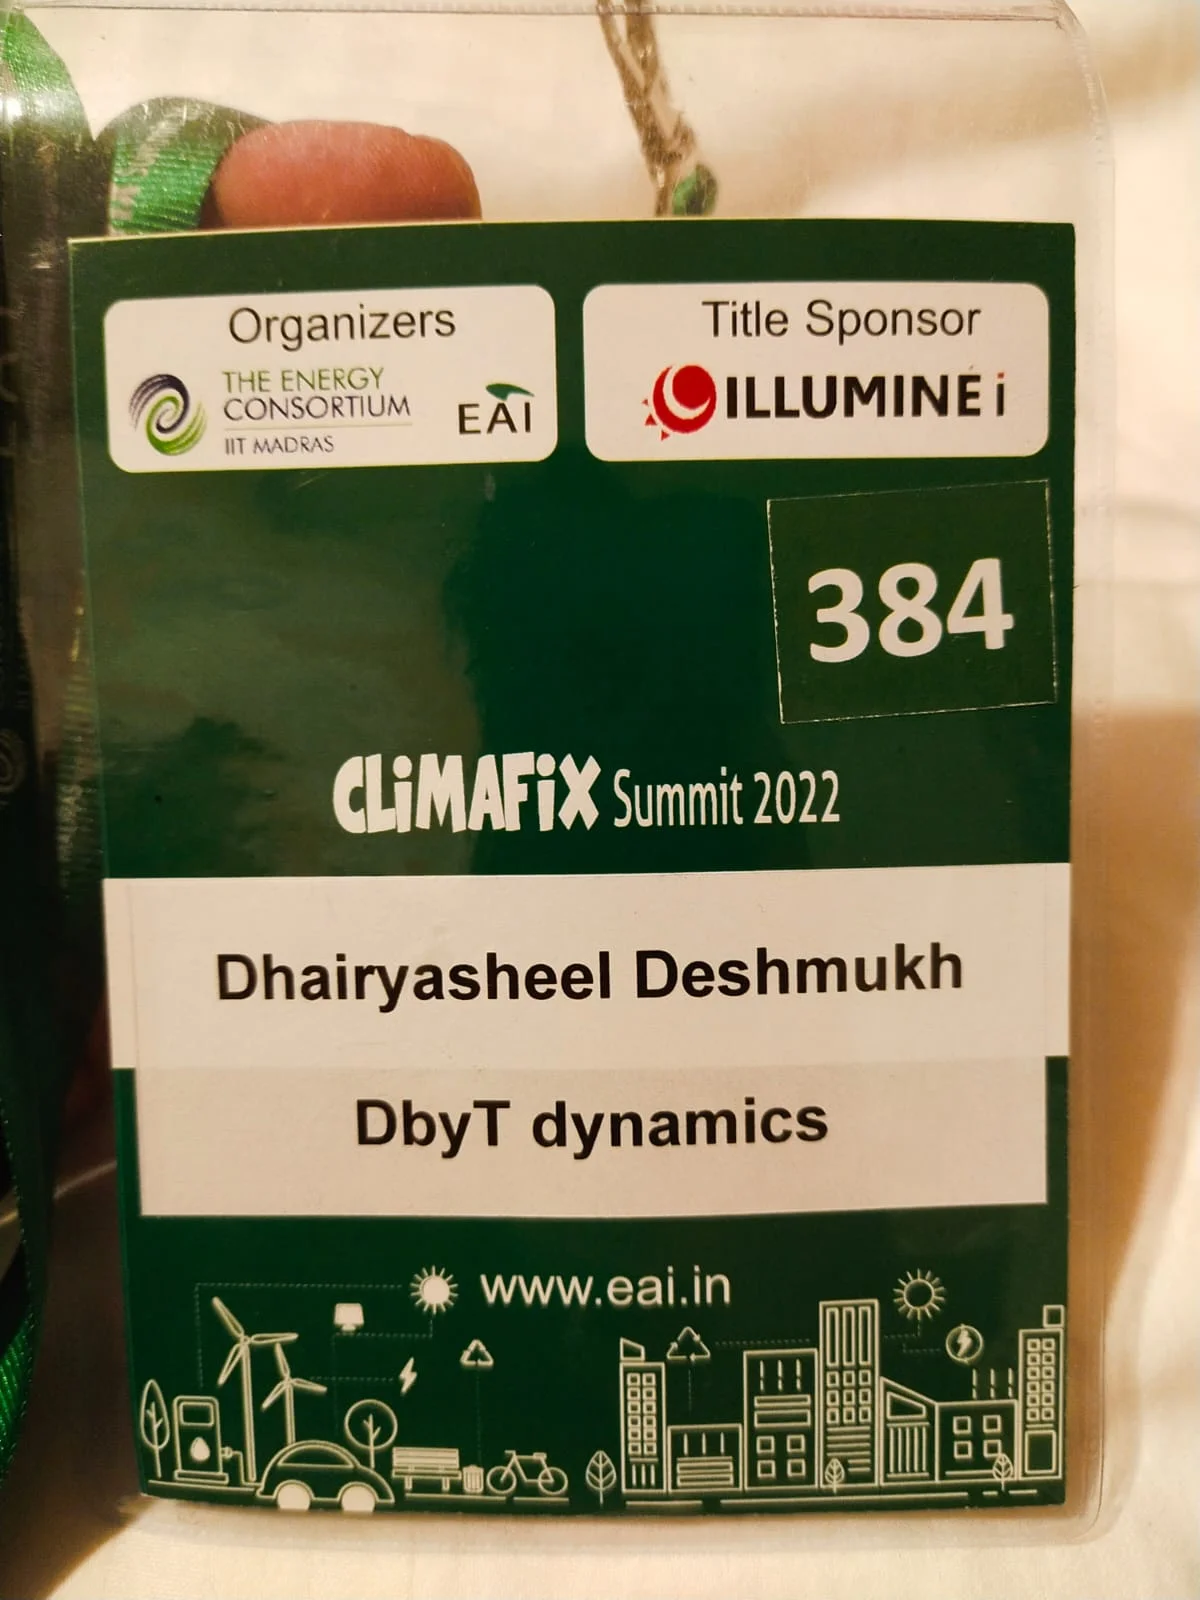 Organizers
THE ENERGY
CONSORTIUM
IIT MADRAS
EAI
Title Sponsor
ILLUMINÉ i
384
CLiMAFiX Summit 2022
Dhairyasheel Deshmukh
DbyT dynamics
www.eai.in